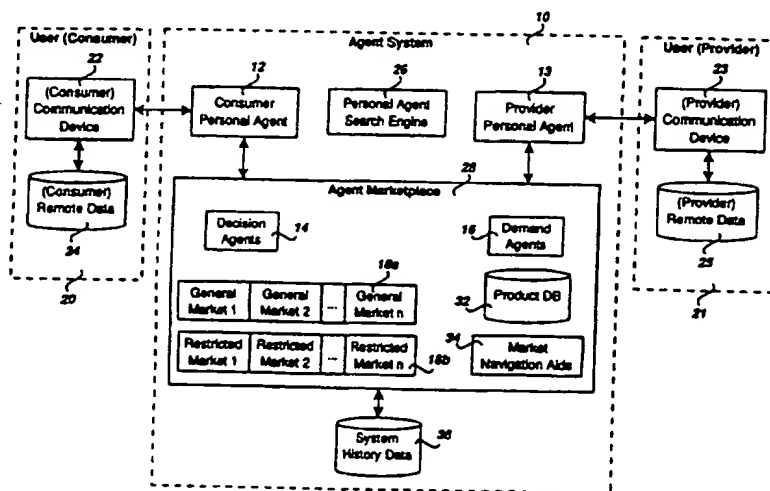 10
User (Consumer)
Agent System
User (Provider)
22
12
26
13
23
(Consumer)
Communication
Device
Consumer
Personal Agent
Personal Agent
Search Engine
Provider
Personal Agent
(Provider)
Communication
Device
28
Agent Marketplace
(Consumer)
Remote Data
(Provider)
Remote Data
24
25
20
21
Decision
Agents
14
16
Demand
Agents
18a
General
Market 1
General
Market 2
...
General
Market n
32
Product DB
Restricted
Market 1
Restricted
Market 2
...
Restricted
Market n
18b
34
Market
Navigation Aids
System
History Data
36